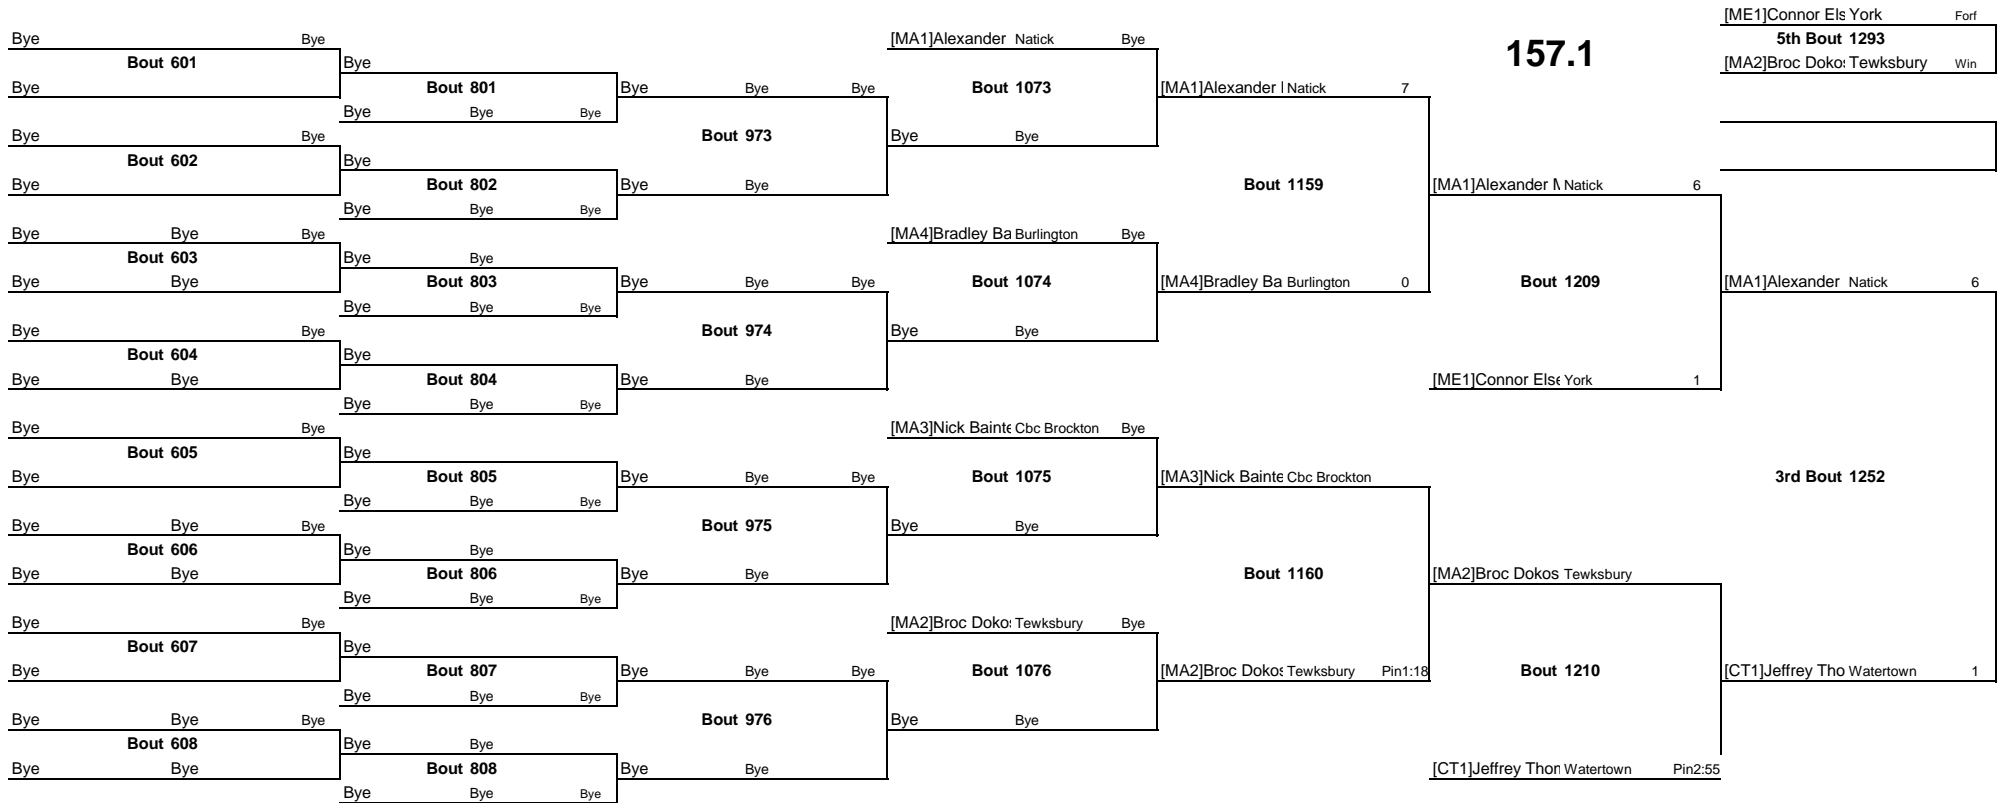 [ME1]Connor Els York Forf
Bye Bye [MA1]Alexander Natick Bye 157.1 5th Bout 1293
Bout 601 Bye [MA2]Broc Doko Tewksbury Win
Bye Bout 801 Bye Bye Bye Bout 1073 [MA1]Alexander Natick 7
Bye Bye Bye
Bye Bye Bout 973 Bye Bye
Bout 602 Bye
Bye Bout 802 Bye Bye Bout 1159 [MA1]Alexander M Natick 6
Bye Bye Bye
Bye Bye Bye [MA4]Bradley Ba Burlington Bye
Bout 603 Bye Bye
Bye Bye Bout 803 Bye Bye Bye Bout 1074 [MA4]Bradley Ba Burlington 0 Bout 1209 [MA1]Alexander Natick 6
Bye Bye Bye
Bye Bye Bout 974 Bye Bye
Bout 604 Bye
Bye Bye Bout 804 Bye Bye [ME1]Connor Else York 1
Bye Bye Bye
Bye Bye [MA3]Nick Bainte Cbc Brockton Bye
Bout 605 Bye
Bye Bout 805 Bye Bye Bye Bout 1075 [MA3]Nick Bainte Cbc Brockton 3rd Bout 1252
Bye Bye Bye
Bye Bye Bye Bout 975 Bye Bye
Bout 606 Bye Bye
Bye Bye Bout 806 Bye Bye Bout 1160 [MA2]Broc Dokos Tewksbury
Bye Bye Bye
Bye Bye [MA2]Broc Doko Tewksbury Bye
Bout 607 Bye
Bye Bout 807 Bye Bye Bye Bout 1076 [MA2]Broc Dokos Tewksbury Pin1:18 Bout 1210 [CT1]Jeffrey Tho Watertown 1
Bye Bye Bye
Bye Bye Bye Bout 976 Bye Bye
Bout 608 Bye Bye
Bye Bye Bout 808 Bye Bye [CT1]Jeffrey Thor Watertown Pin2:55
Bye Bye Bye